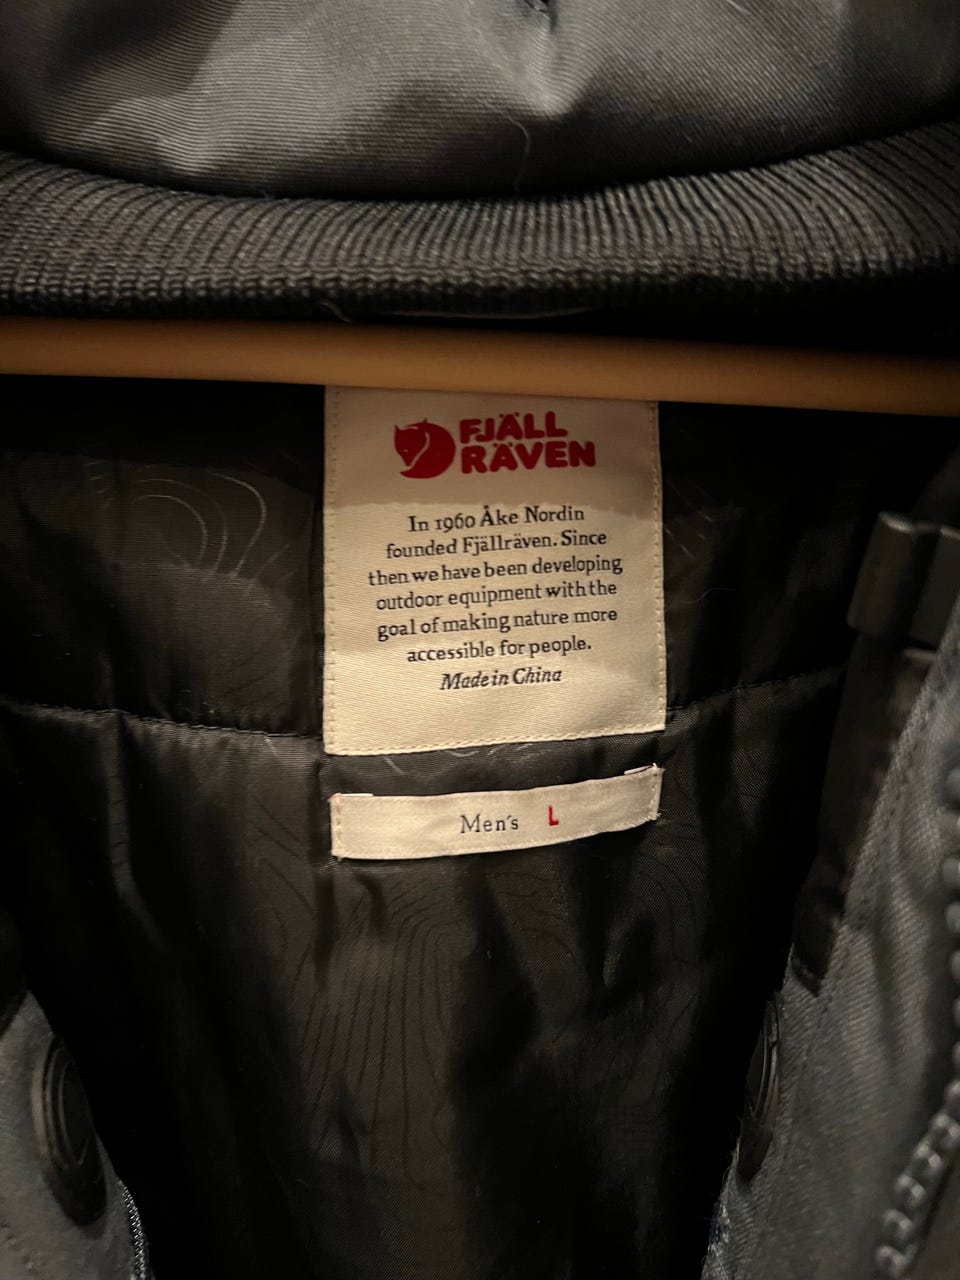 FJÄLL
RÄVEN
In 1960 Åke Nordin
founded Fjällräven. Since
then we have been developing
outdoor equipment with the
goal of making nature more
accessible for people.
Made in China
Men's L